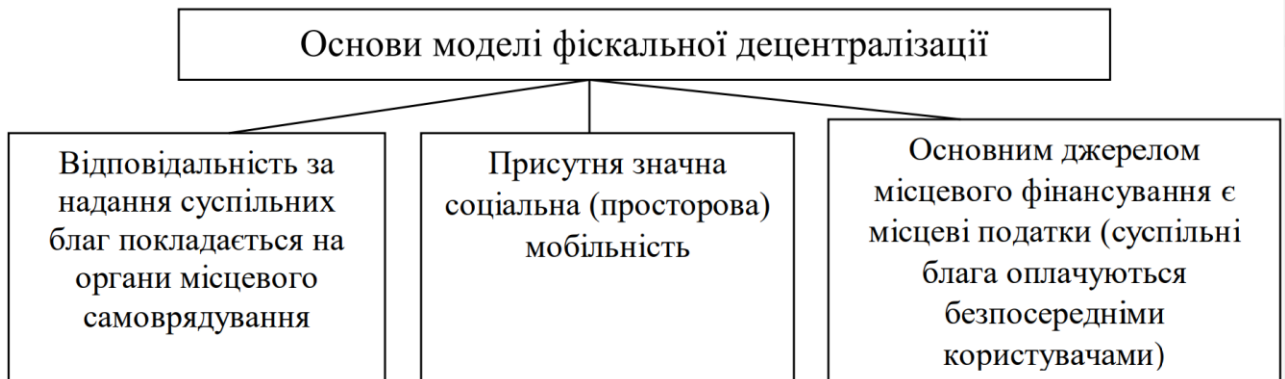 Основи моделі фіскальної децентралізації
Відповідальність за
надання суспільних
благ покладається на
органи місцевого
самоврядування
Присутня значна
соціальна (просторова)
мобільність
Основним джерелом
місцевого фінансування є
місцеві податки (суспільні
блага оплачуються
безпосередніми
користувачами)